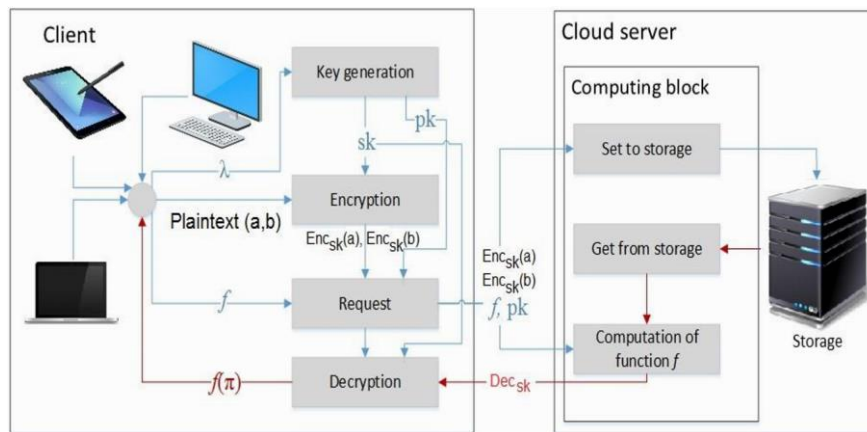 Client
Key generation
sk
pk
λ
Encryption
Plaintext (a,b)
Enc_sk(a), Enc_sk(b)
f
Request
f(π)
Decryption
Cloud server
Computing block
Set to storage
Enc_sk(a)
Enc_sk(b)
f, pk
Get from storage
Computation of
function f
Dec_sk
Storage